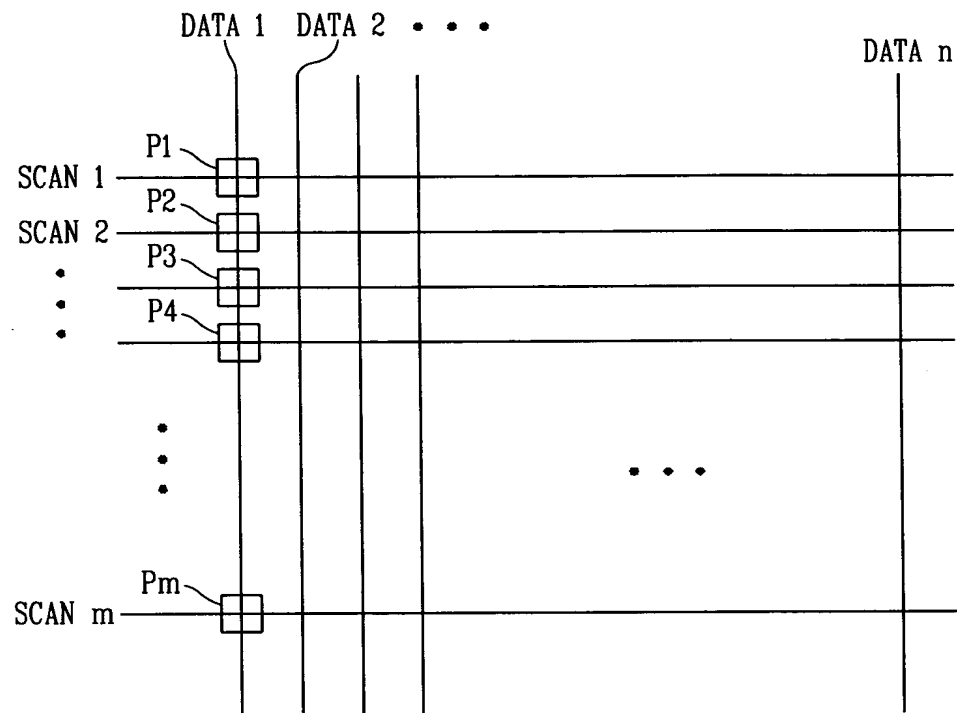 DATA 1 DATA 2 • • •
DATA n
P1
SCAN 1
P2
SCAN 2
P3
P4
Pm
SCAN m